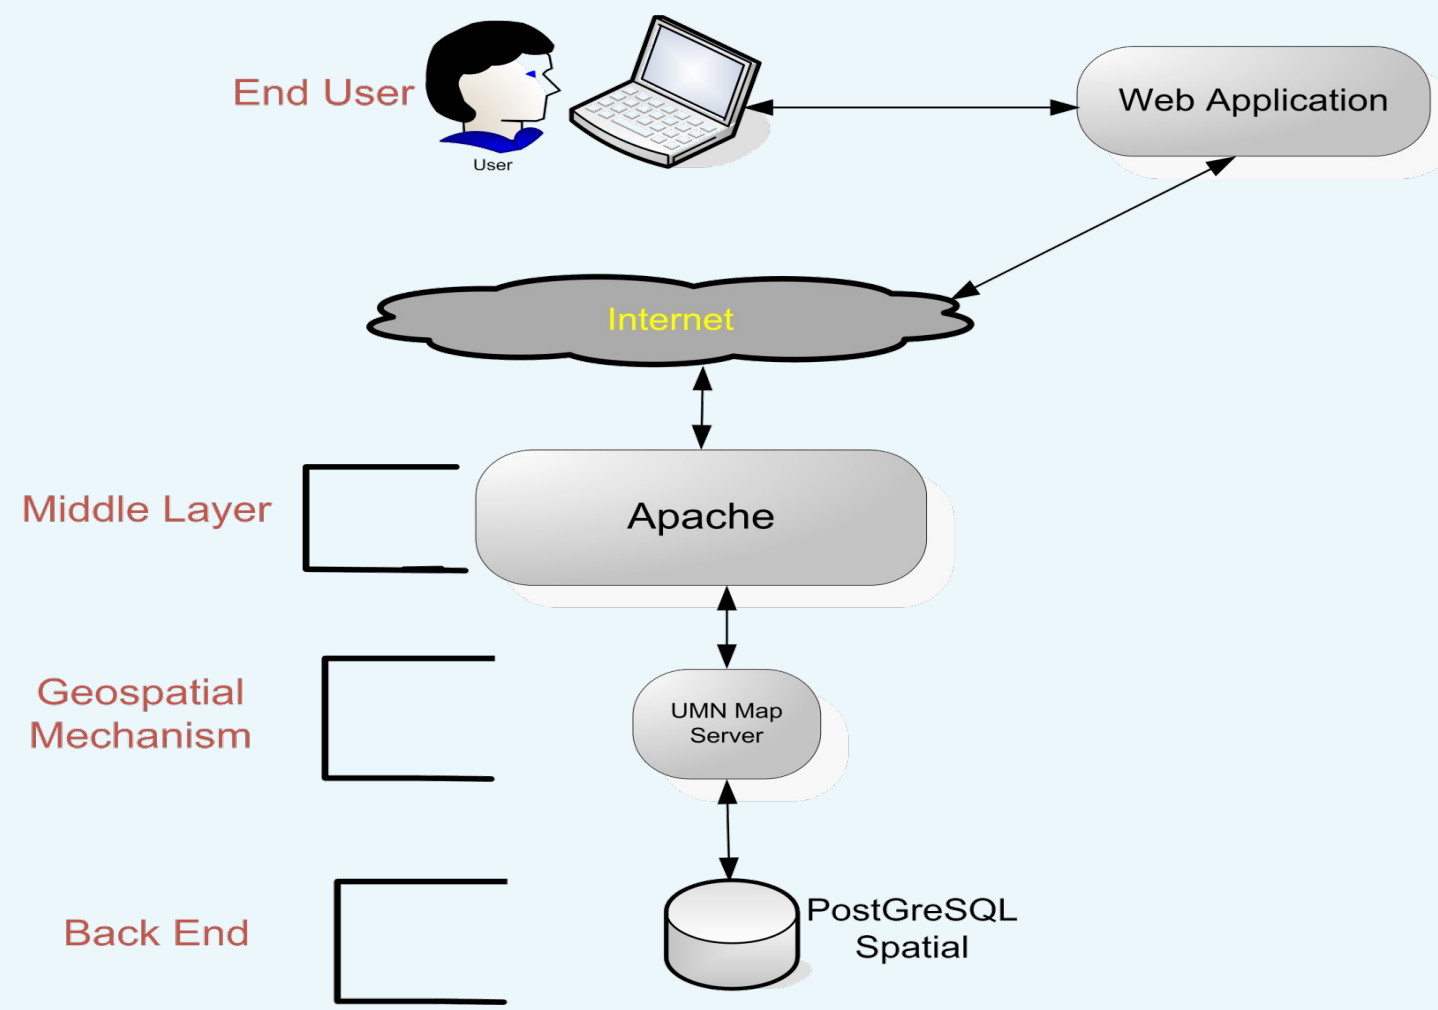 End User
User
Web Application
Internet
Middle Layer
Apache
Geospatial
Mechanism
UMN Map
Server
Back End
PostGreSQL
Spatial